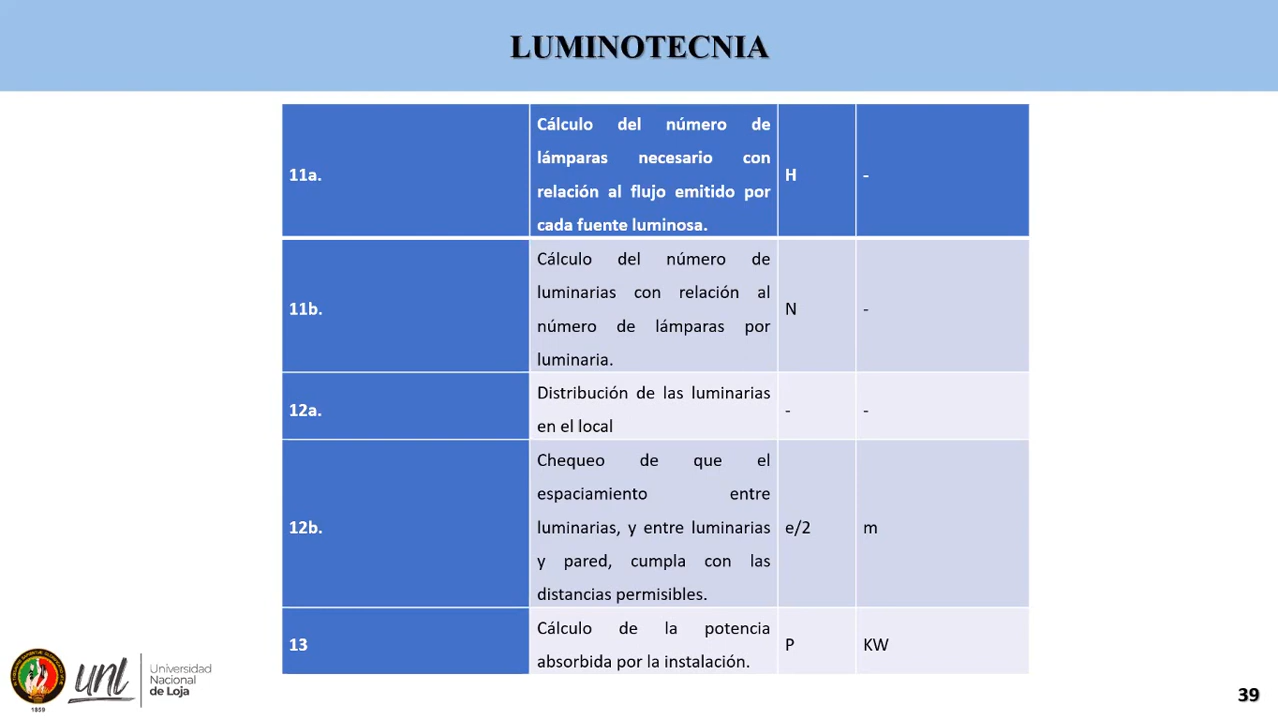 LUMINOTECNIA
11a.
Cálculo del número de
lámparas necesario con
relación al flujo emitido por
cada fuente luminosa.
H
-
11b.
Cálculo del número de
luminarias con relación al
número de lámparas por
luminaria.
N
-
12a.
Distribución de las luminarias
en el local
-
-
12b.
Chequeo de que el
espaciamiento entre
luminarias, y entre luminarias
y pared, cumpla con las
distancias permisibles.
e/2
m
13
Cálculo de la potencia
absorbida por la instalación.
P
KW
1859
unl
Universidad
Nacional
de Loja
39